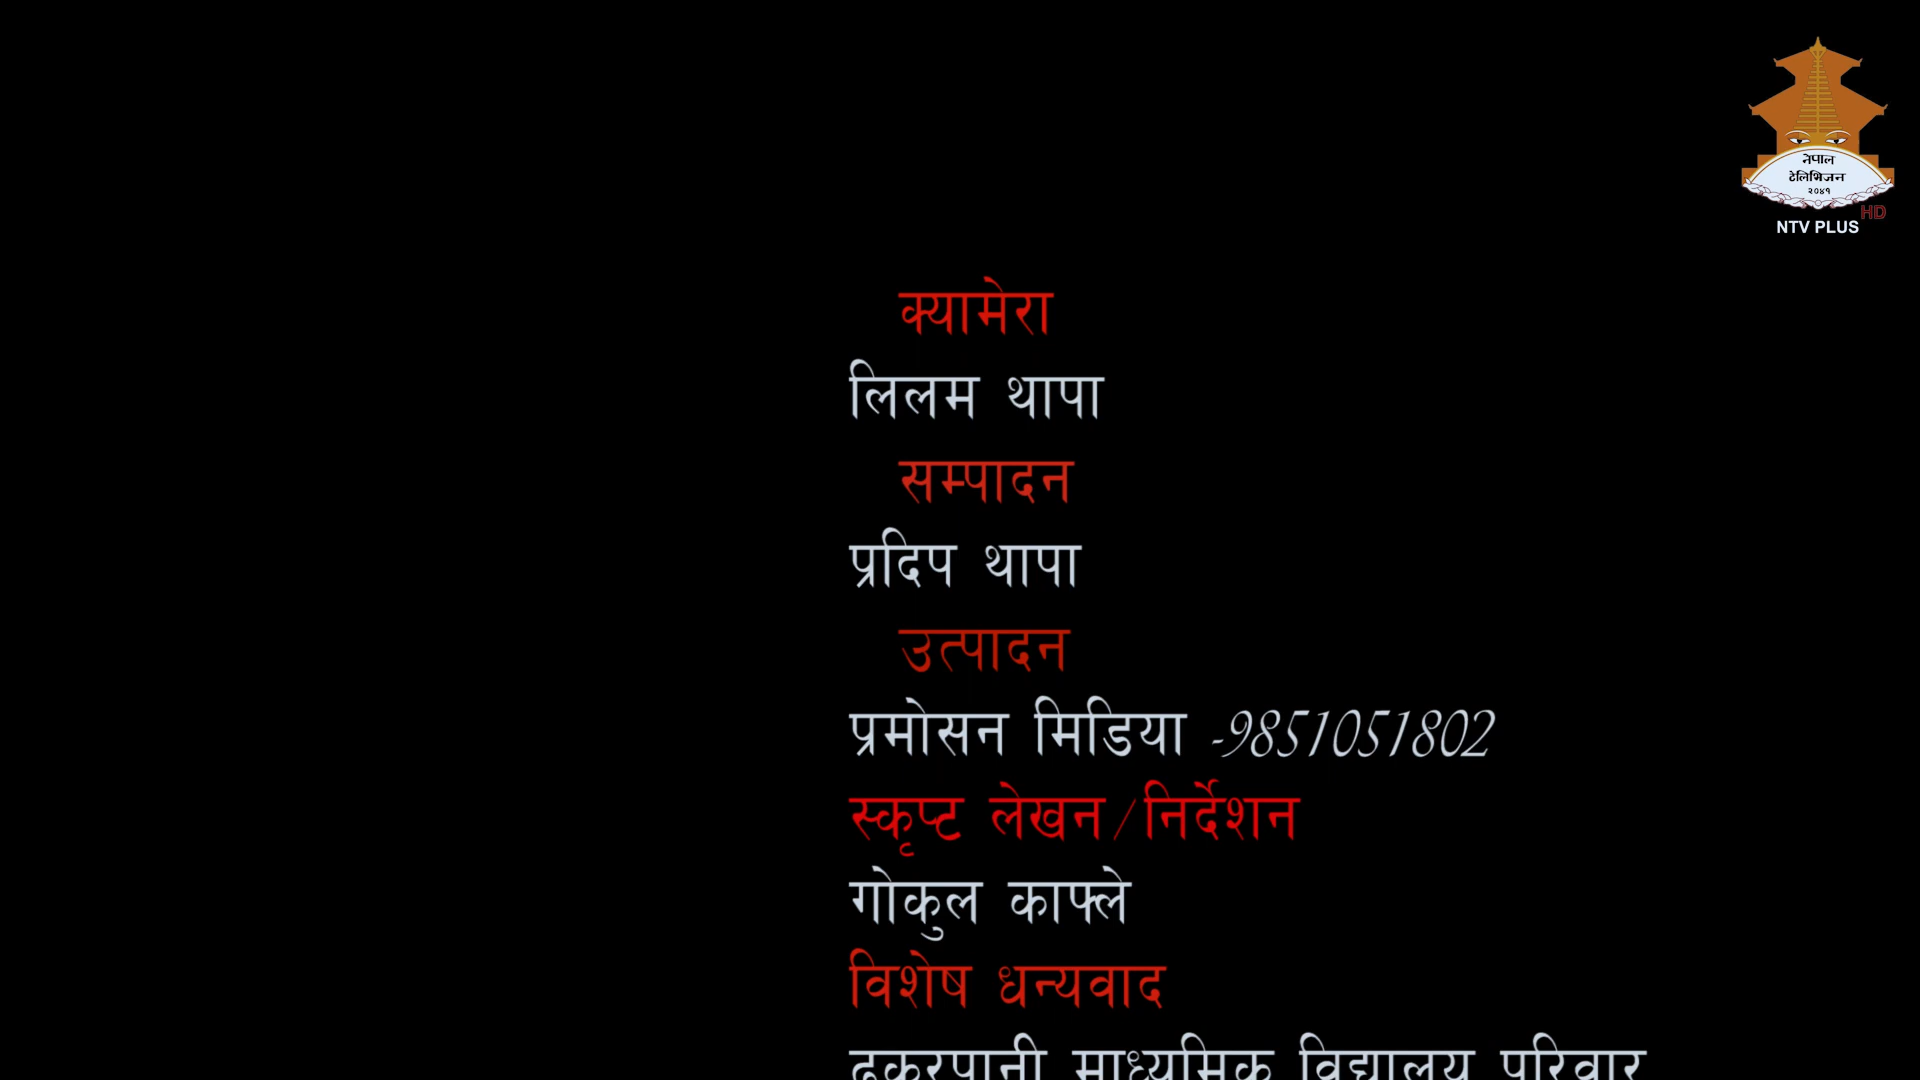 नेपाल
टेलिभिजन
२०४१
HD
NTV PLUS
क्यामेरा
लिलम थापा
सम्पादन
प्रदिप थापा
उत्पादन
प्रमोसन मिडिया -9851051802
स्कृप्ट लेखन/निर्देशन
गोकुल काफ्ले
विशेष धन्यवाद
माध्यमिक विद्यालय परिवार